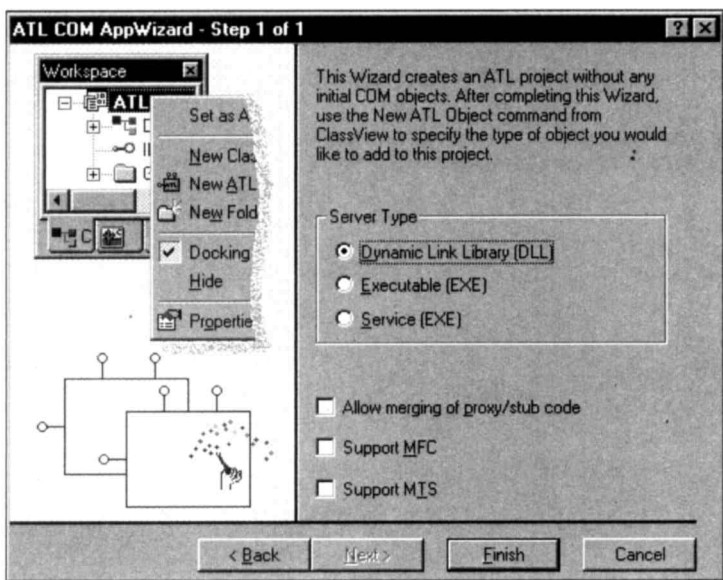 ATL COM AppWizard - Step 1 of 1
Workspace
ATL
Set as A
New Clas
New ATL
New Fold
Docking
Hide
Propertie
C
This Wizard creates an ATL project without any
initial COM objects. After completing this Wizard,
use the New ATL Object command from
ClassView to specify the type of object you would
like to add to this project.
Server Type
Dynamic Link Library (DLL)
Executable (EXE)
Service (EXE)
Allow merging of proxy/stub code
Support MFC
Support MTS
< Back
Next >
Finish
Cancel